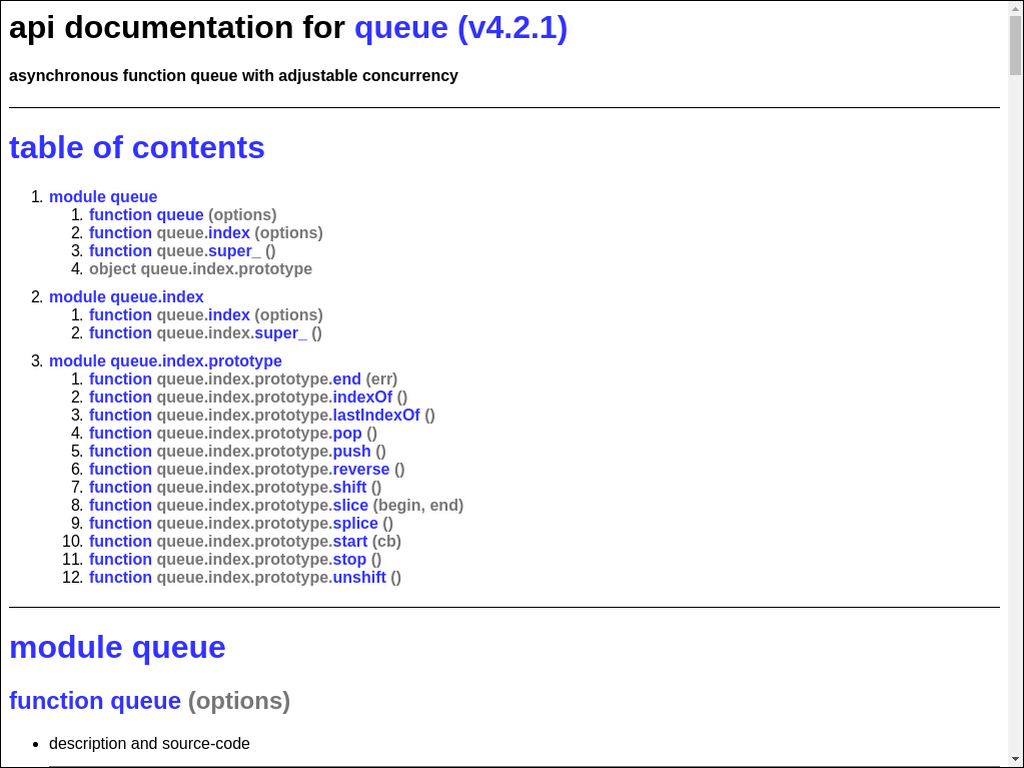 api documentation for queue (v4.2.1)
asynchronous function queue with adjustable concurrency
table of contents
1. module queue
1. function queue (options)
2. function queue.index (options)
3. function queue.super_ ()
4. object queue.index.prototype
2. module queue.index
1. function queue.index (options)
2. function queue.index.super_ ()
3. module queue.index.prototype
1. function queue.index.prototype.end (err)
2. function queue.index.prototype.indexOf ()
3. function queue.index.prototype.lastIndexOf ()
4. function queue.index.prototype.pop ()
5. function queue.index.prototype.push ()
6. function queue.index.prototype.reverse ()
7. function queue.index.prototype.shift ()
8. function queue.index.prototype.slice (begin, end)
9. function queue.index.prototype.splice ()
10. function queue.index.prototype.start (cb)
11. function queue.index.prototype.stop ()
12. function queue.index.prototype.unshift ()
module queue
function queue (options)
• description and source-code